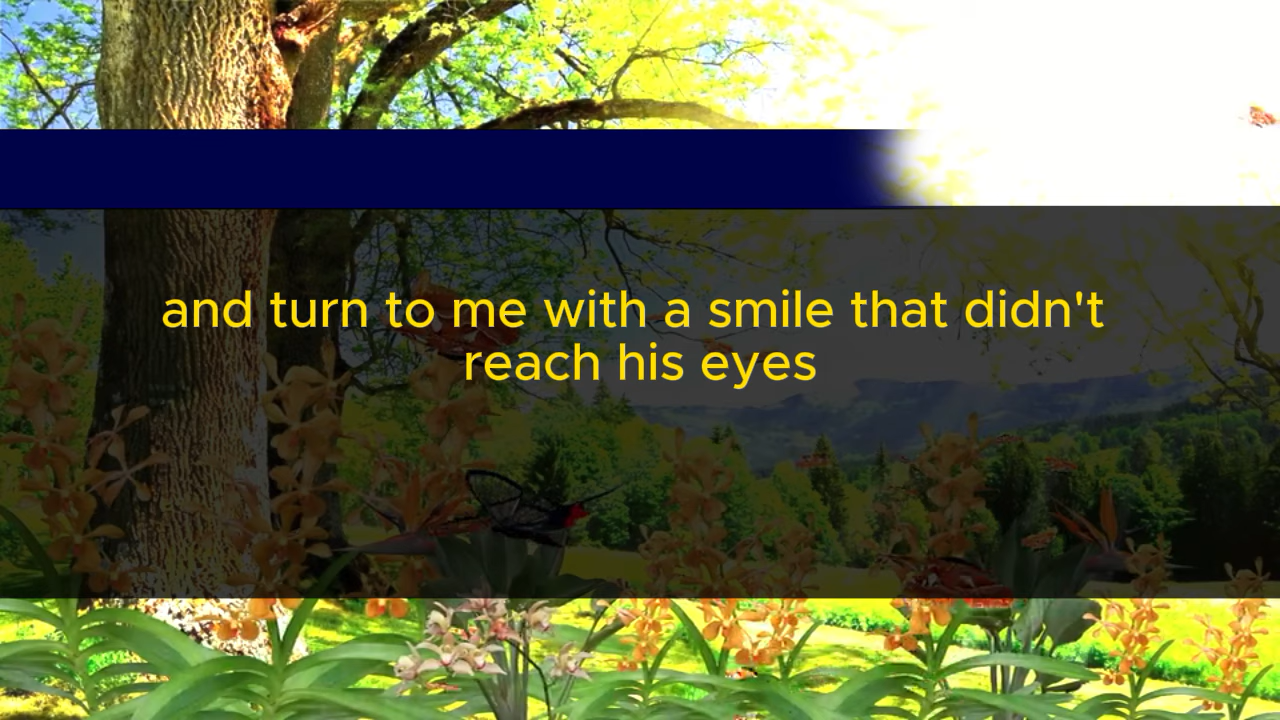 and turn to me with a smile that didn't
reach his eyes